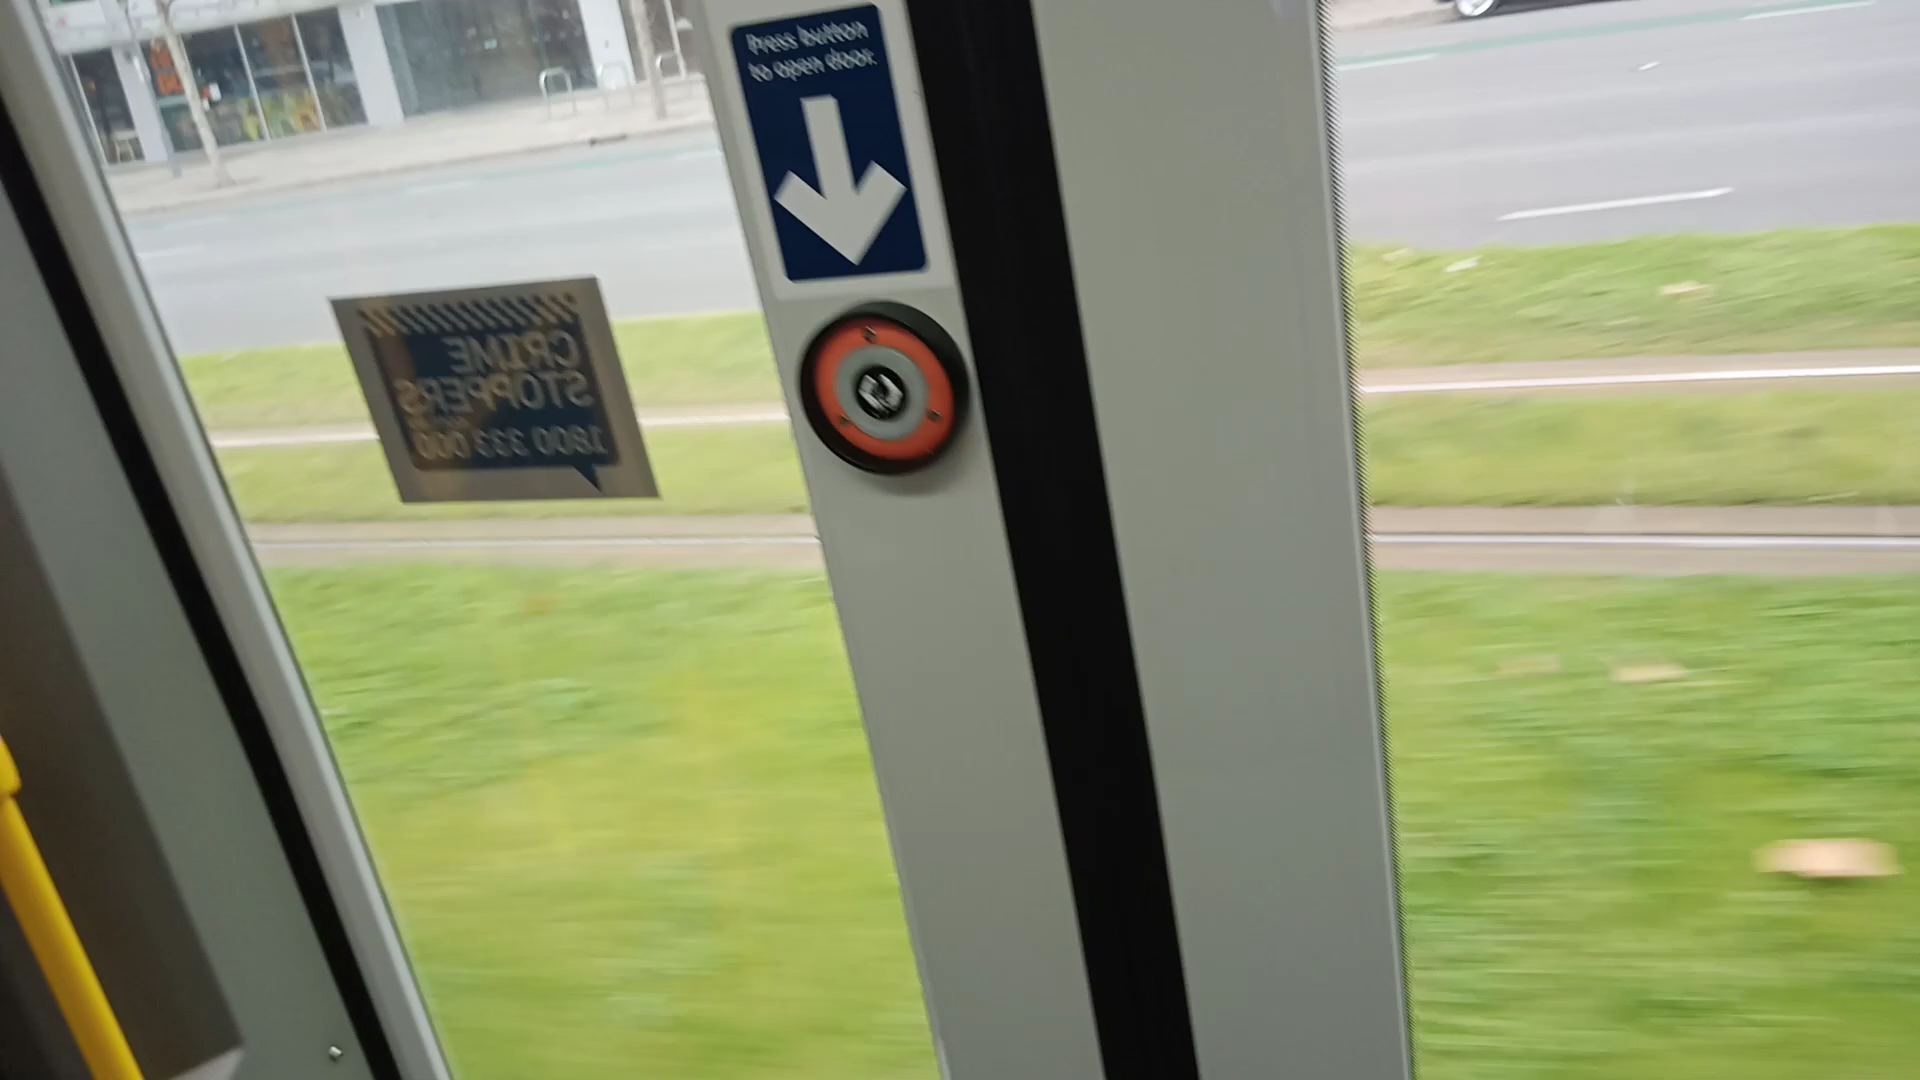 Press button
to open door.
CRIME
STOPPERS
1800 333 000